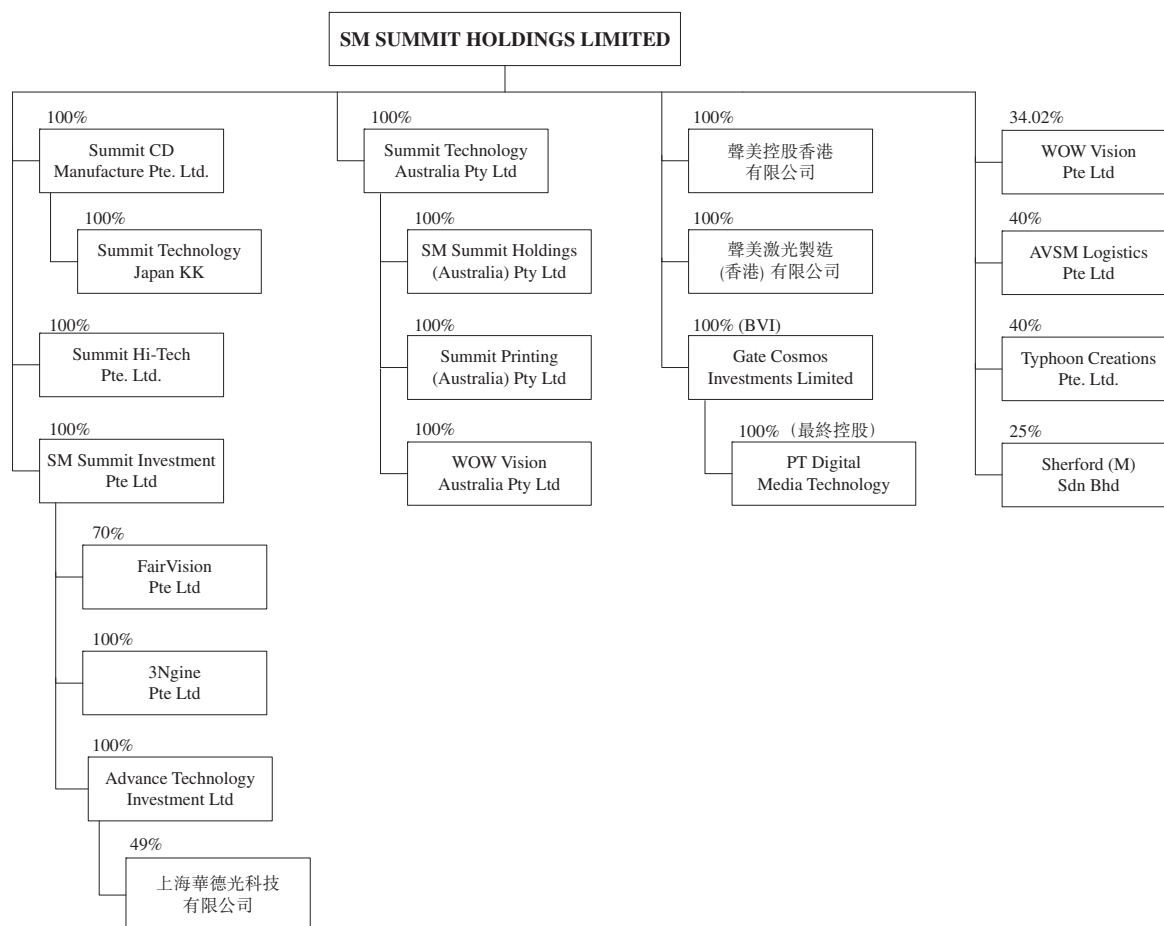 SM SUMMIT HOLDINGS LIMITED
100%
Summit CD
Manufacture Pte. Ltd.
100%
Summit Technology
Japan KK
100%
Summit Hi-Tech
Pte. Ltd.
100%
SM Summit Investment
Pte Ltd
70%
FairVision
Pte Ltd
100%
3Ngine
Pte Ltd
100%
Advance Technology
Investment Ltd
49%
上海華德光科技
有限公司
100%
Summit Technology
Australia Pty Ltd
100%
SM Summit Holdings
(Australia) Pty Ltd
100%
Summit Printing
(Australia) Pty Ltd
100%
WOW Vision
Australia Pty Ltd
100%
聲美控股香港
有限公司
100%
聲美激光製造
(香港) 有限公司
100% (BVI)
Gate Cosmos
Investments Limited
100%（最終控股）
PT Digital
Media Technology
34.02%
WOW Vision
Pte Ltd
40%
AVSM Logistics
Pte Ltd
40%
Typhoon Creations
Pte. Ltd.
25%
Sherford (M)
Sdn Bhd